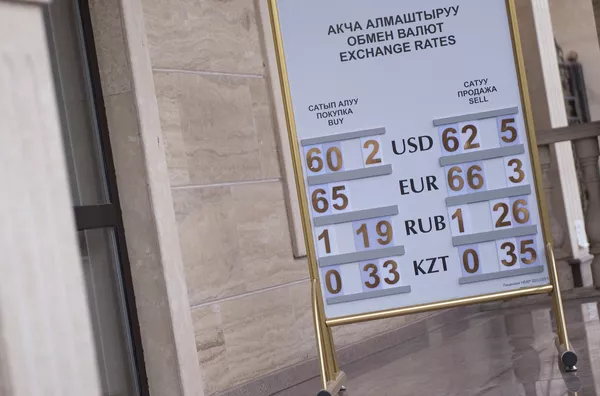 АКЧА АЛМАШТЫРУУ
ОБМЕН ВАЛЮТ
EXCHANGE RATES
САТЫП АЛУУ
ПОКУПКА
BUY
САТУУ
ПРОДАЖА
SELL
60 2 USD 62 5
65 EUR 66 3
1 19 RUB 1 26
0 33 KZT 0 35